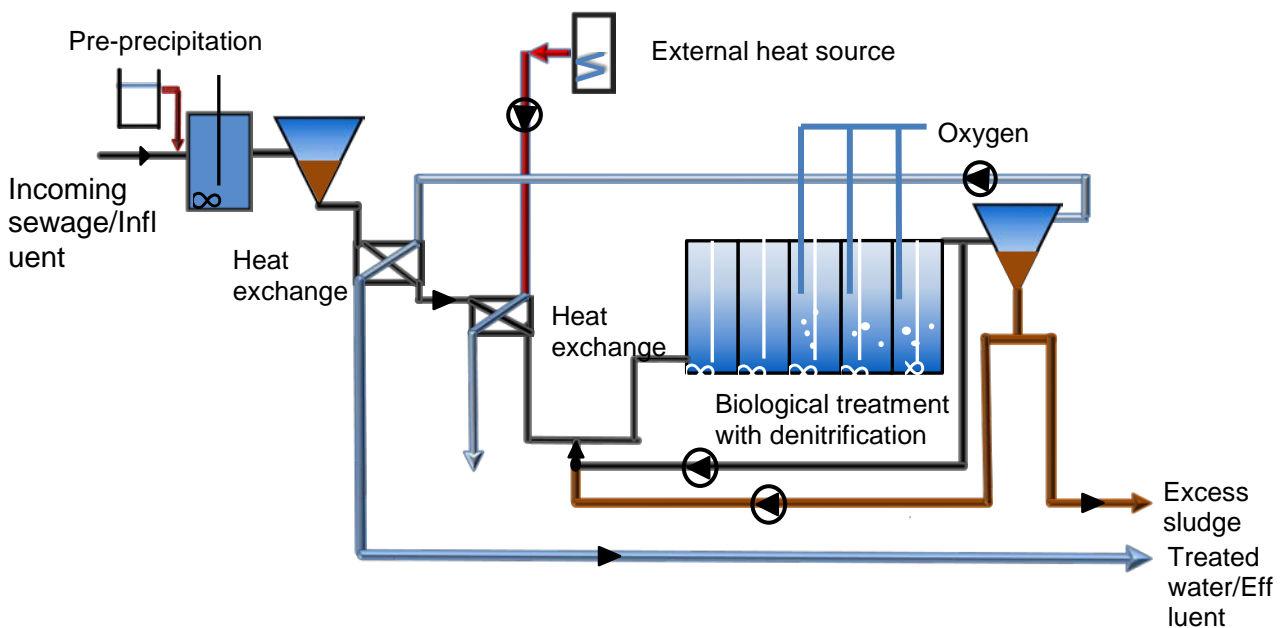 Pre-precipitation
External heat source
Oxygen
Incoming
sewage/Infl
uent
Heat
exchange
Heat
exchange
Biological treatment
with denitrification
Excess
sludge
Treated
water/Eff
luent